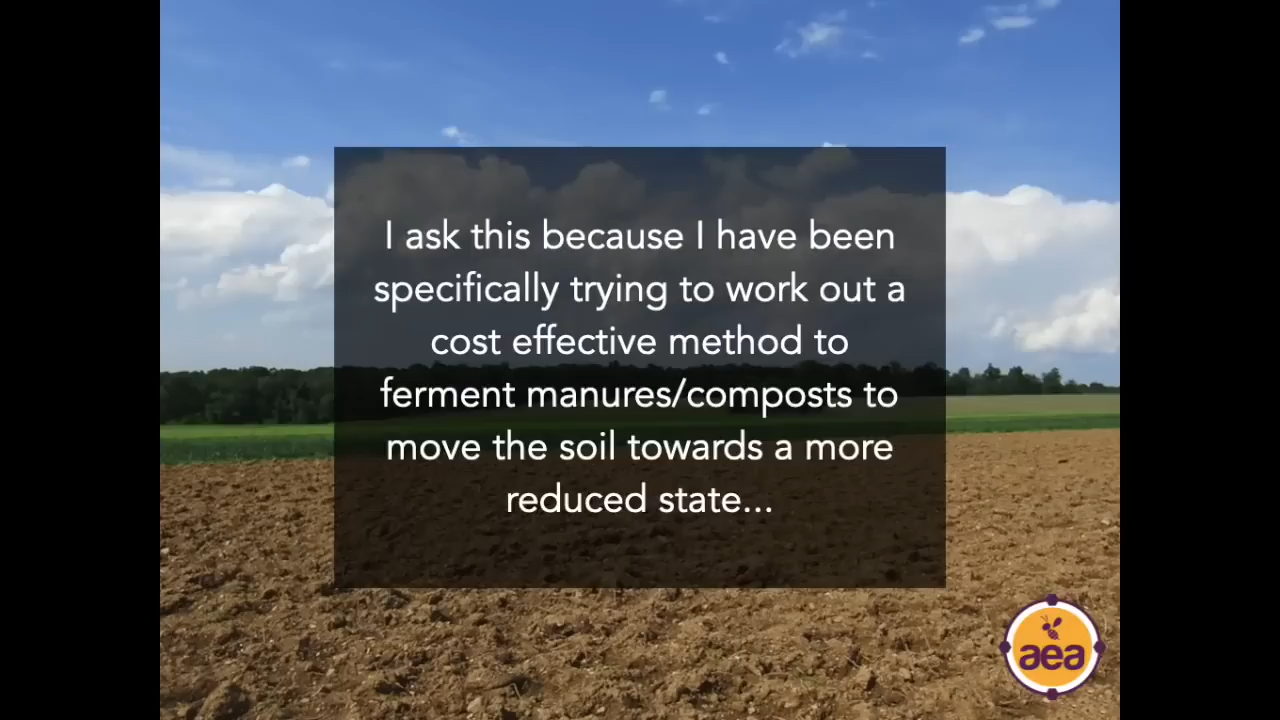 I ask this because I have been
specifically trying to work out a
cost effective method to
ferment manures/composts to
move the soil towards a more
reduced state...
aea